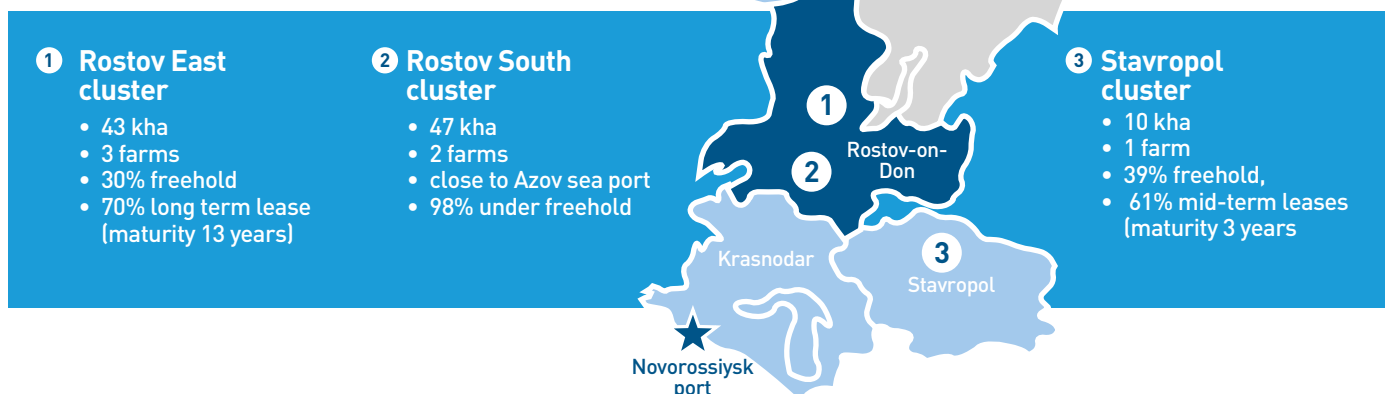 1 Rostov East
cluster
• 43 kha
• 3 farms
• 30% freehold
• 70% long term lease
(maturity 13 years)
2 Rostov South
cluster
• 47 kha
• 2 farms
• close to Azov sea port
• 98% under freehold
1
2
Rostov-on-
Don
Krasnodar
3
Stavropol
Novorossiysk
port
3 Stavropol
cluster
• 10 kha
• 1 farm
• 39% freehold,
• 61% mid-term leases
(maturity 3 years